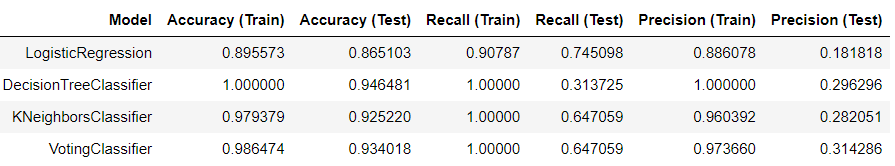 Model Accuracy (Train) Accuracy (Test) Recall (Train) Recall (Test) Precision (Train) Precision (Test)
LogisticRegression 0.895573 0.865103 0.90787 0.745098 0.886078 0.181818
DecisionTreeClassifier 1.000000 0.946481 1.00000 0.313725 1.000000 0.296296
KNeighborsClassifier 0.979379 0.925220 1.00000 0.647059 0.960392 0.282051
VotingClassifier 0.986474 0.934018 1.00000 0.647059 0.973660 0.314286